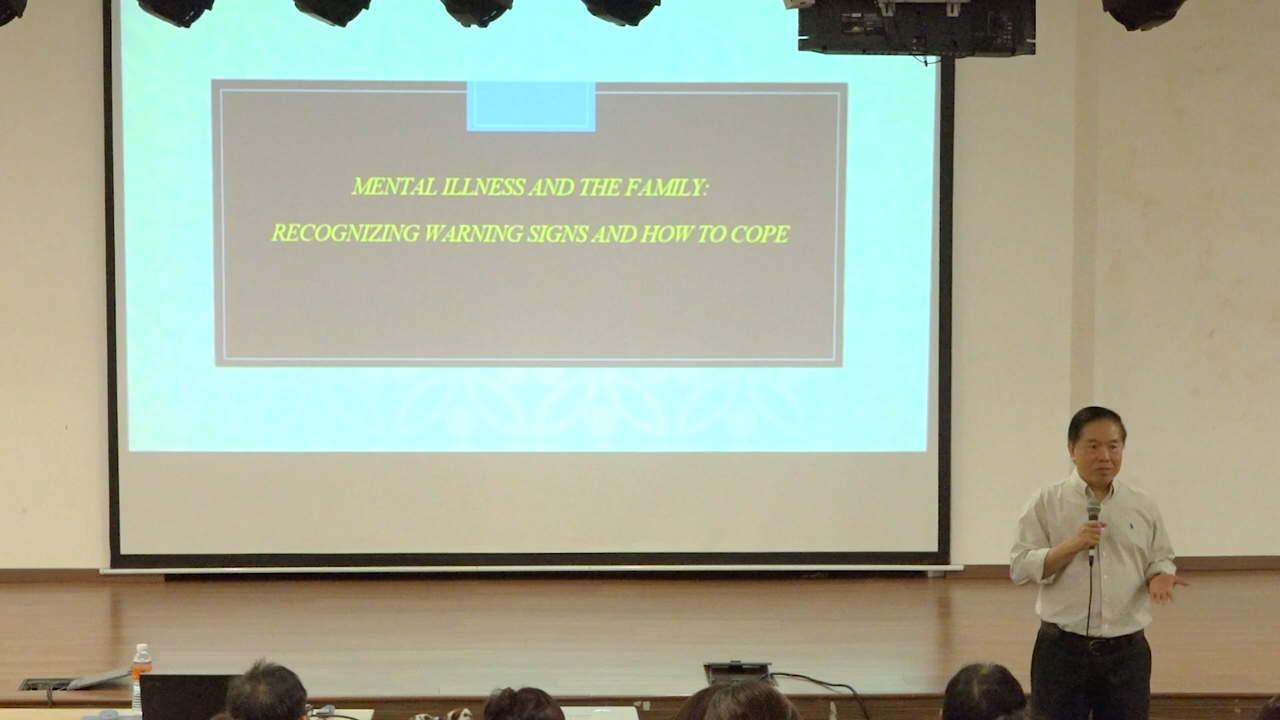 MENTAL ILLNESS AND THE FAMILY:
RECOGNIZING WARNING SIGNS AND HOW TO COPE